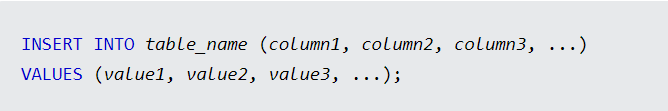 INSERT INTO table_name (column1, column2, column3, ...)
VALUES (value1, value2, value3, ...);